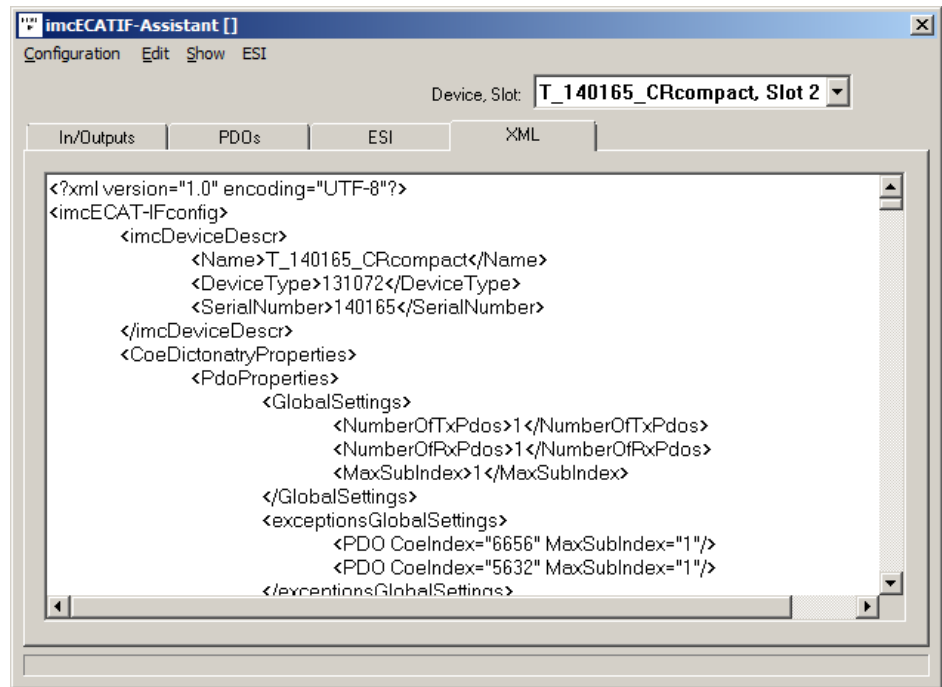 imcECATIF-Assistant []
Configuration Edit Show ESI
Device, Slot: T_140165_CRcompact, Slot 2
In/Outputs PDOs ESI XML
<?xml version="1.0" encoding="UTF-8"?>
<imcECAT-IFconfig>
<imcDeviceDescr>
<Name>T_140165_CRcompact</Name>
<DeviceType>131072</DeviceType>
<SerialNumber>140165</SerialNumber>
</imcDeviceDescr>
<CoeDictonatryProperties>
<PdoProperties>
<GlobalSettings>
<NumberOfTxPdos>1</NumberOfTxPdos>
<NumberOfRxPdos>1</NumberOfRxPdos>
<MaxSubIndex>1</MaxSubIndex>
</GlobalSettings>
<exceptionsGlobalSettings>
<PDO CoeIndex="6656" MaxSubIndex="1"/>
<PDO CoeIndex="5632" MaxSubIndex="1"/>
</exceptionsGlobalSettings>